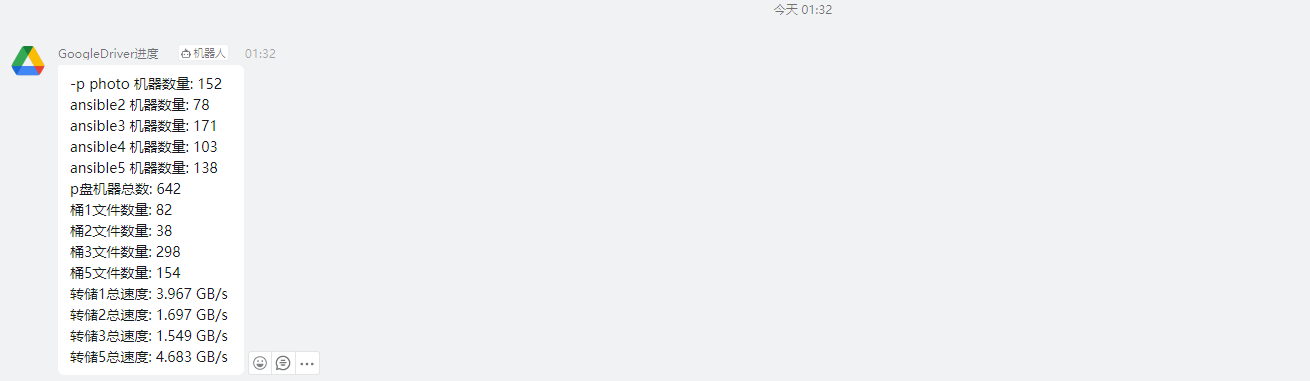 今天 01:32
GoogleDriver进度 机器人 01:32
-p photo 机器数量: 152
ansible2 机器数量: 78
ansible3 机器数量: 171
ansible4 机器数量: 103
ansible5 机器数量: 138
p盘机器总数: 642
桶1文件数量: 82
桶2文件数量: 38
桶3文件数量: 298
桶5文件数量: 154
转储1总速度: 3.967 GB/s
转储2总速度: 1.697 GB/s
转储3总速度: 1.549 GB/s
转储5总速度: 4.683 GB/s